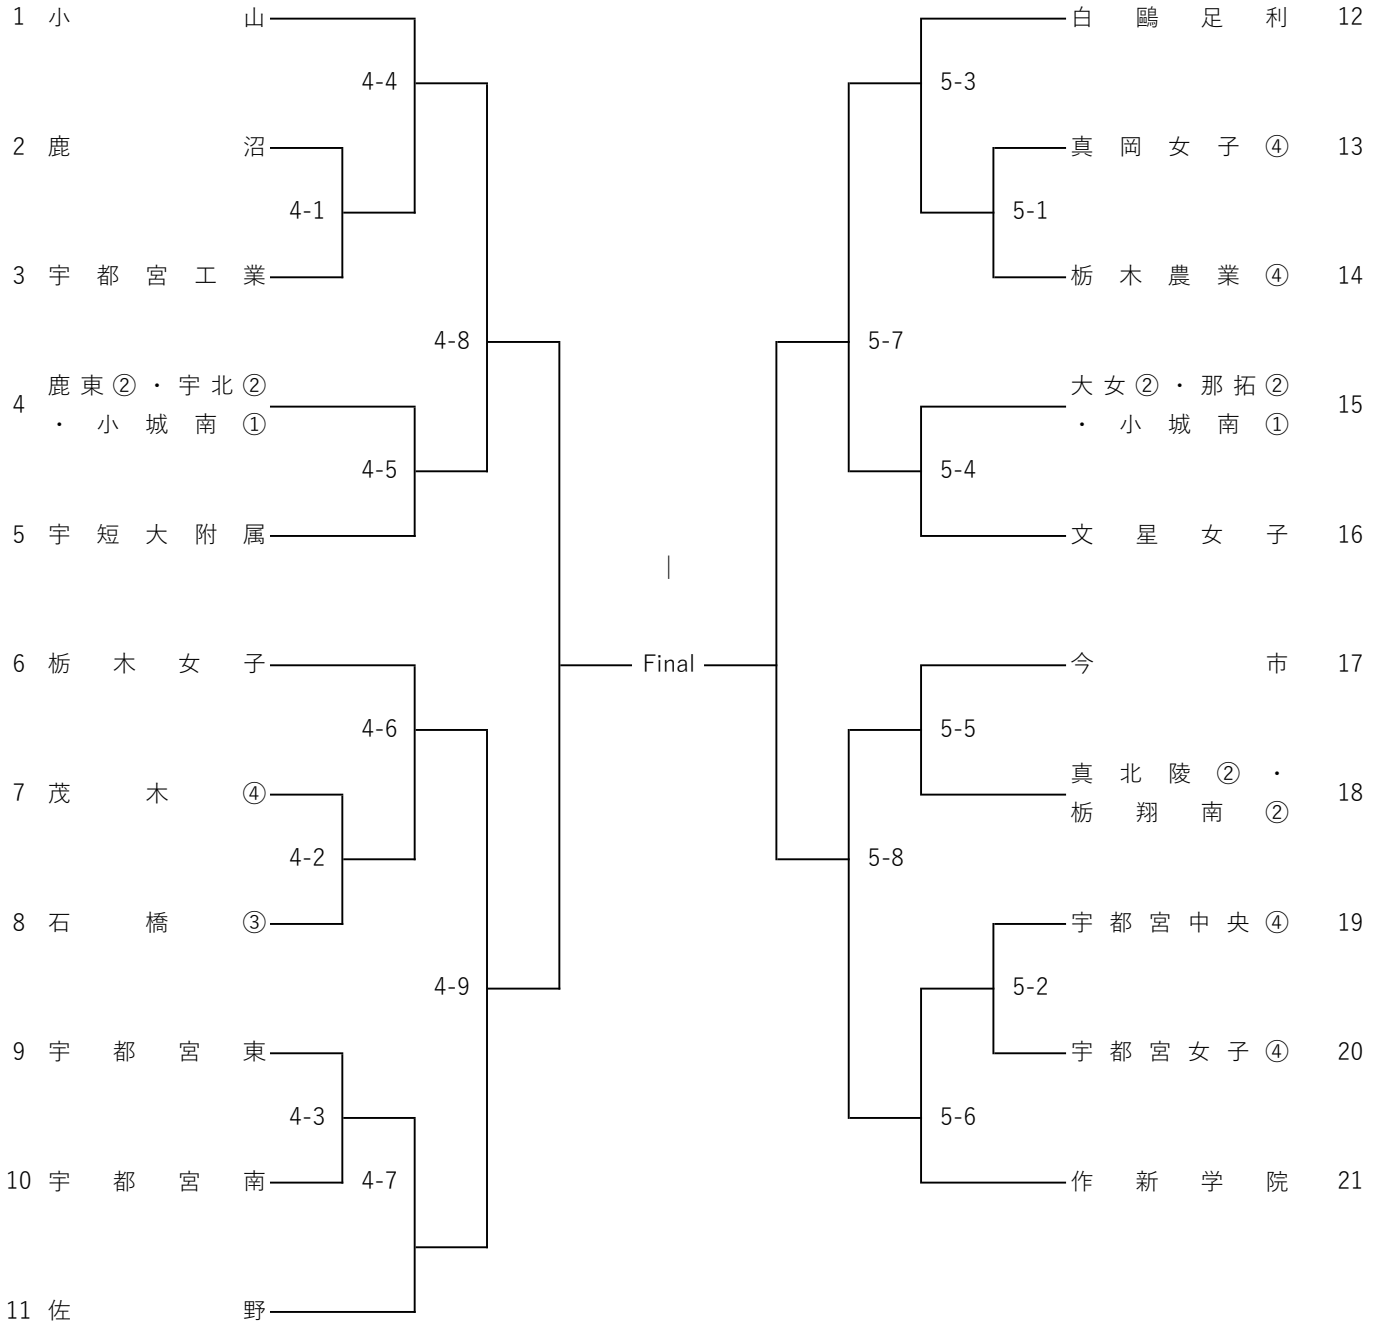 1 小山
4-4
2 鹿沼
4-1
3 宇都宮工業
4-8
4 鹿東②・宇北②
・小城南①
4-5
5 宇短大附属
6 栃木女子
4-6
7 茂木④
4-2
8 石橋③
4-9
9 宇都宮東
4-3
10 宇都宮南
4-7
11 佐野
|
Final
白鷗足利 12
5-3
真岡女子④ 13
5-1
栃木農業④ 14
5-7
大女②・那拓②
・小城南① 15
5-4
文星女子 16
今市 17
5-5
真北陵②・
栃翔南② 18
5-8
宇都宮中央④ 19
5-2
宇都宮女子④ 20
5-6
作新学院 21